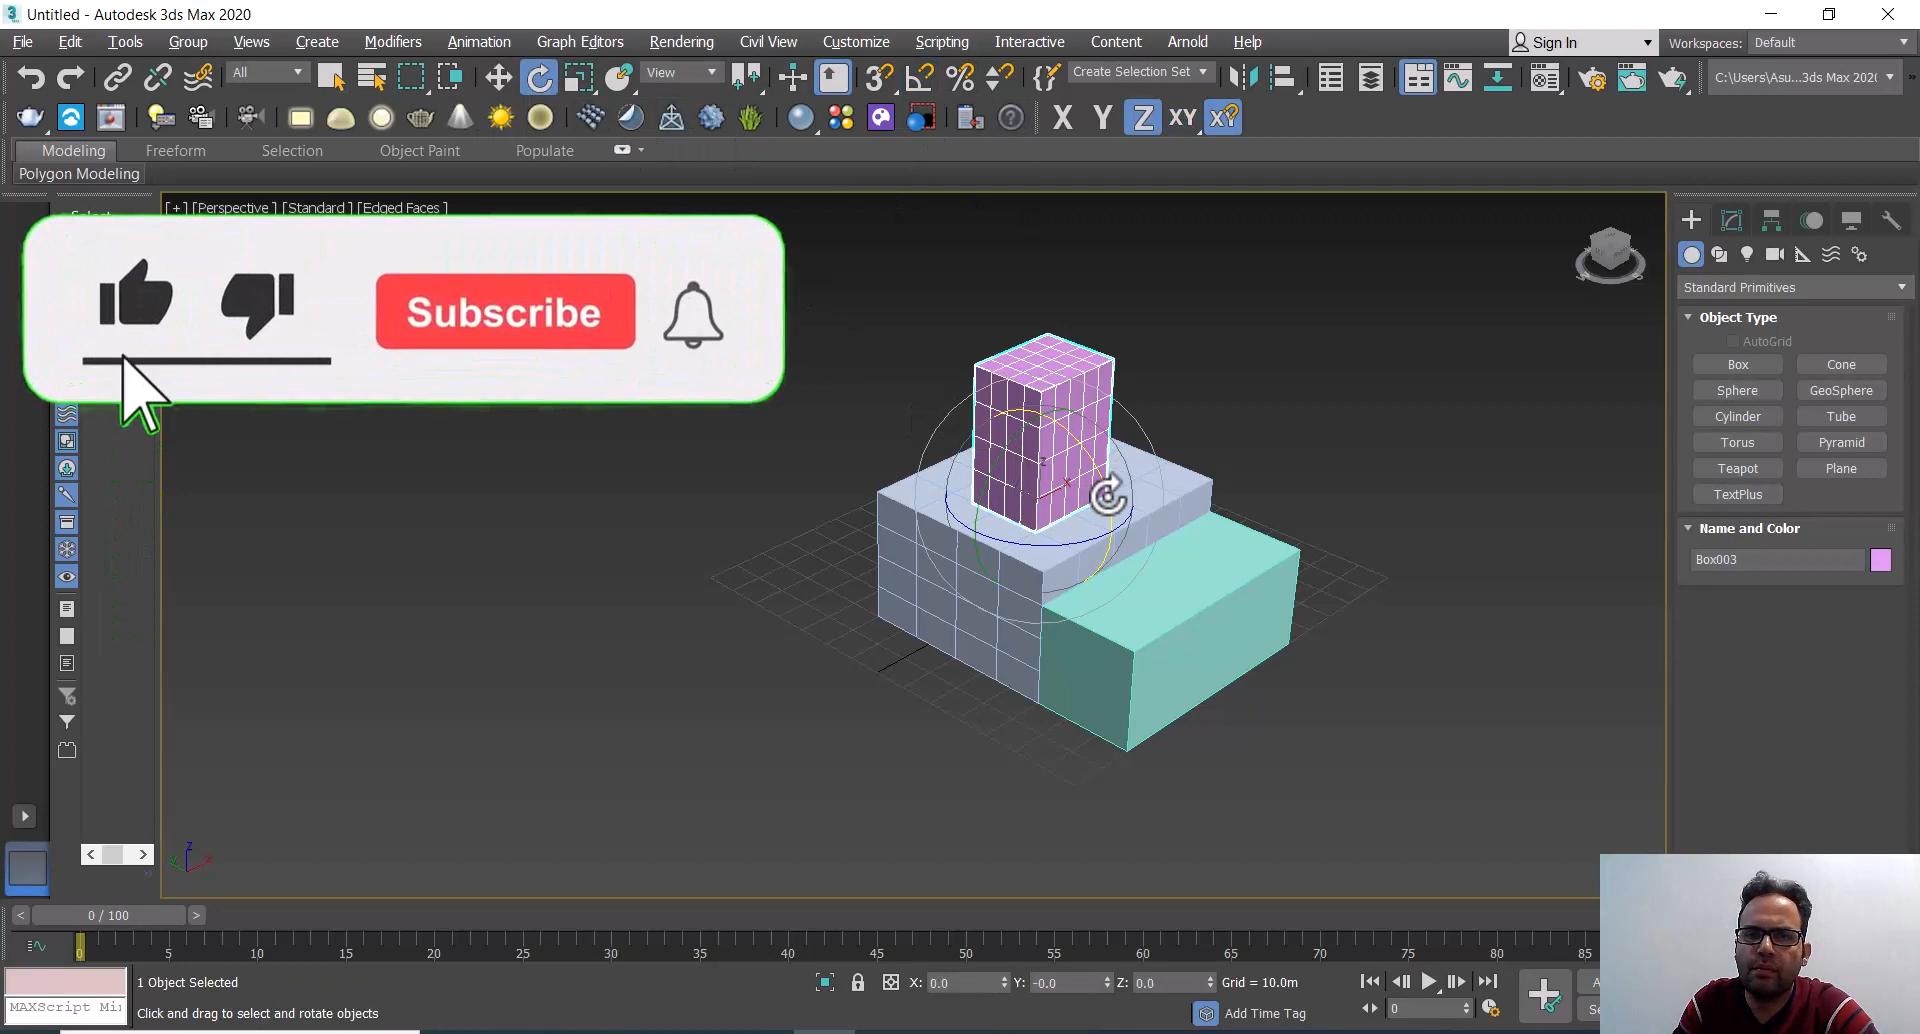 Untitled - Autodesk 3ds Max 2020
File Edit Tools Group Views Create Modifiers Animation Graph Editors Rendering Civil View Customize Scripting Interactive Content Arnold Help
Sign In Workspaces: Default
All View Create Selection Set C:\Users\Asu...3ds Max 202
X Y Z XY
Modeling Freeform Selection Object Paint Populate
Polygon Modeling
[ + ] [Perspective ] [Standard ] [Edged Faces ]
Subscribe
Standard Primitives
Object Type
AutoGrid
Box Cone
Sphere GeoSphere
Cylinder Tube
Torus Pyramid
Teapot Plane
TextPlus
Name and Color
Box003
0 / 100
0 5 10 15 20 25 30 35 40 45 50 55 60 65 70 75 80 85
1 Object Selected X: 0.0 Y: -0.0 Z: 0.0 Grid = 10.0m
MAXScript Mi
Click and drag to select and rotate objects Add Time Tag 0